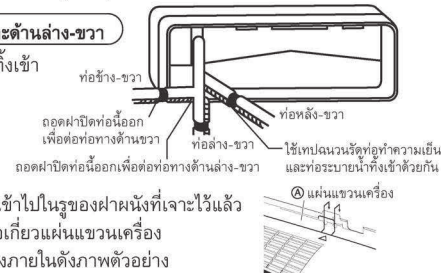 ะด้านล่าง-ขวา
ทิ้งเข้า
ท่อข้าง-ขวา
ท่อหลัง-ขวา
ถอดฝาปิดท่อนี้ออก
เพื่อต่อท่อทางด้านขวา
ท่อล่าง-ขวา
ใช้เทปฉนวนรัดท่อทำความเย็น
และท่อระบายน้ำทิ้งเข้าด้วยกัน
ถอดฝาปิดท่อนี้ออกเพื่อต่อท่อทางด้านล่าง-ขวา
Ⓐ แผ่นแขวนเครื่อง
เข้าไปในรูของฝาผนังที่เจาะไว้แล้ว
อเกี่ยวแผ่นแขวนเครื่อง
งภายในดังภาพตัวอย่าง